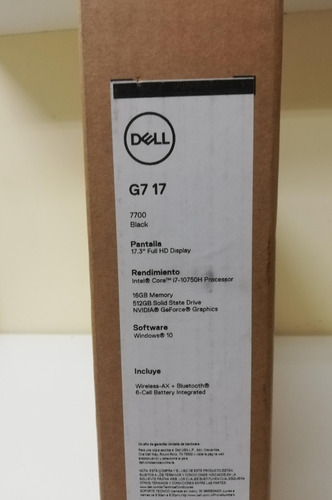 DELL
G7 17
7700
Black
Pantalla
17.3" Full HD Display
Rendimiento
Intel® Core™ i7-10750H Processor
16GB Memory
512GB Solid State Drive
NVIDIA® GeForce® Graphics
Software
Windows® 10
Incluye
Wireless-AX + Bluetooth®
6-Cell Battery Integrated